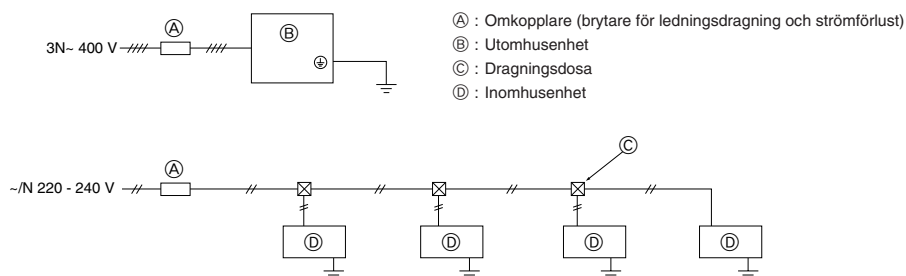 Ⓐ : Omkopplare (brytare för ledningsdragning och strömförlust)
Ⓑ : Utomhusenhet
Ⓒ : Dragningsdosa
Ⓓ : Inomhusenhet
Ⓐ
Ⓑ
3N~ 400 V
Ⓒ
Ⓐ
~/N 220 - 240 V
Ⓓ Ⓓ Ⓓ Ⓓ